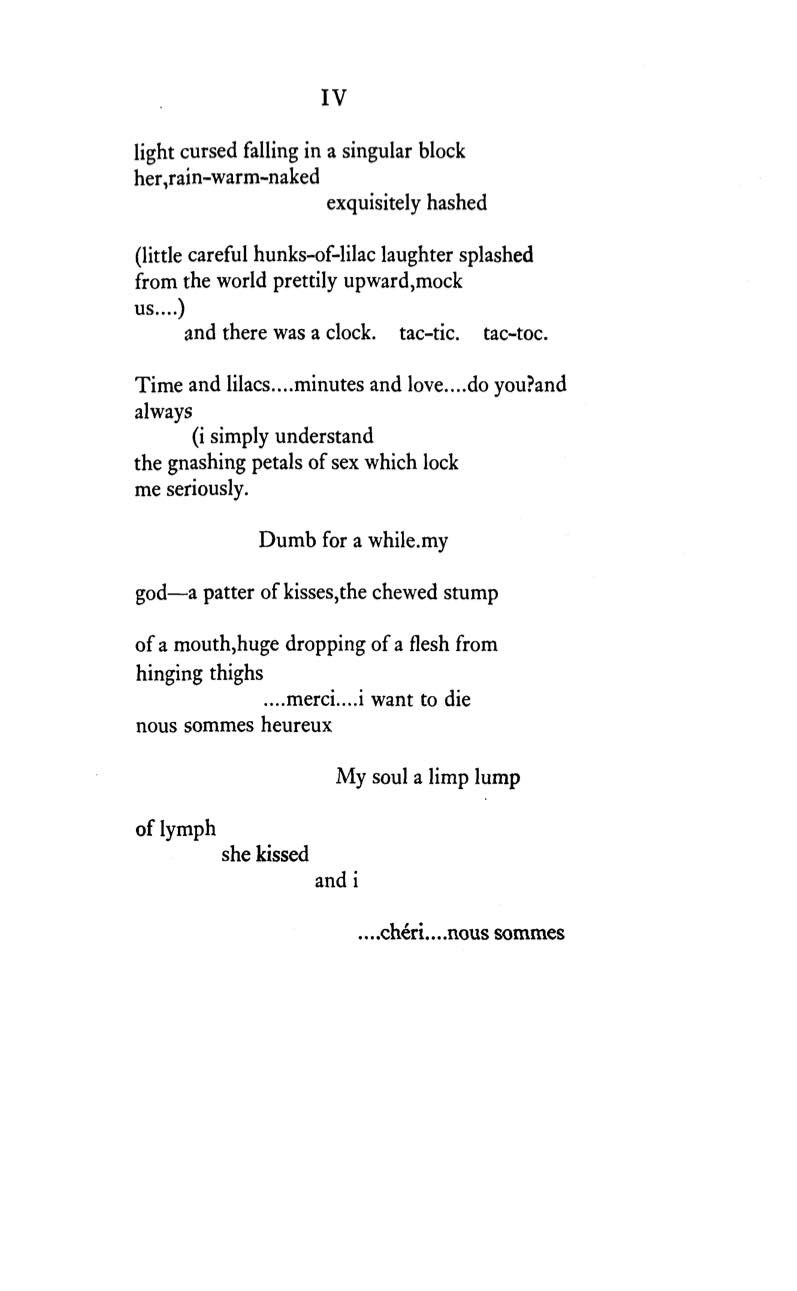 IV
light cursed falling in a singular block
her,rain-warm-naked
exquisitely hashed
(little careful hunks-of-lilac laughter splashed
from the world prettily upward,mock
us....)
and there was a clock. tac-tic. tac-toc.
Time and lilacs....minutes and love....do you?and
always
(i simply understand
the gnashing petals of sex which lock
me seriously.
Dumb for a while.my
god—a patter of kisses,the chewed stump
of a mouth,huge dropping of a flesh from
hinging thighs
....merci....i want to die
nous sommes heureux
My soul a limp lump
of lymph
she kissed
and i
....chéri....nous sommes